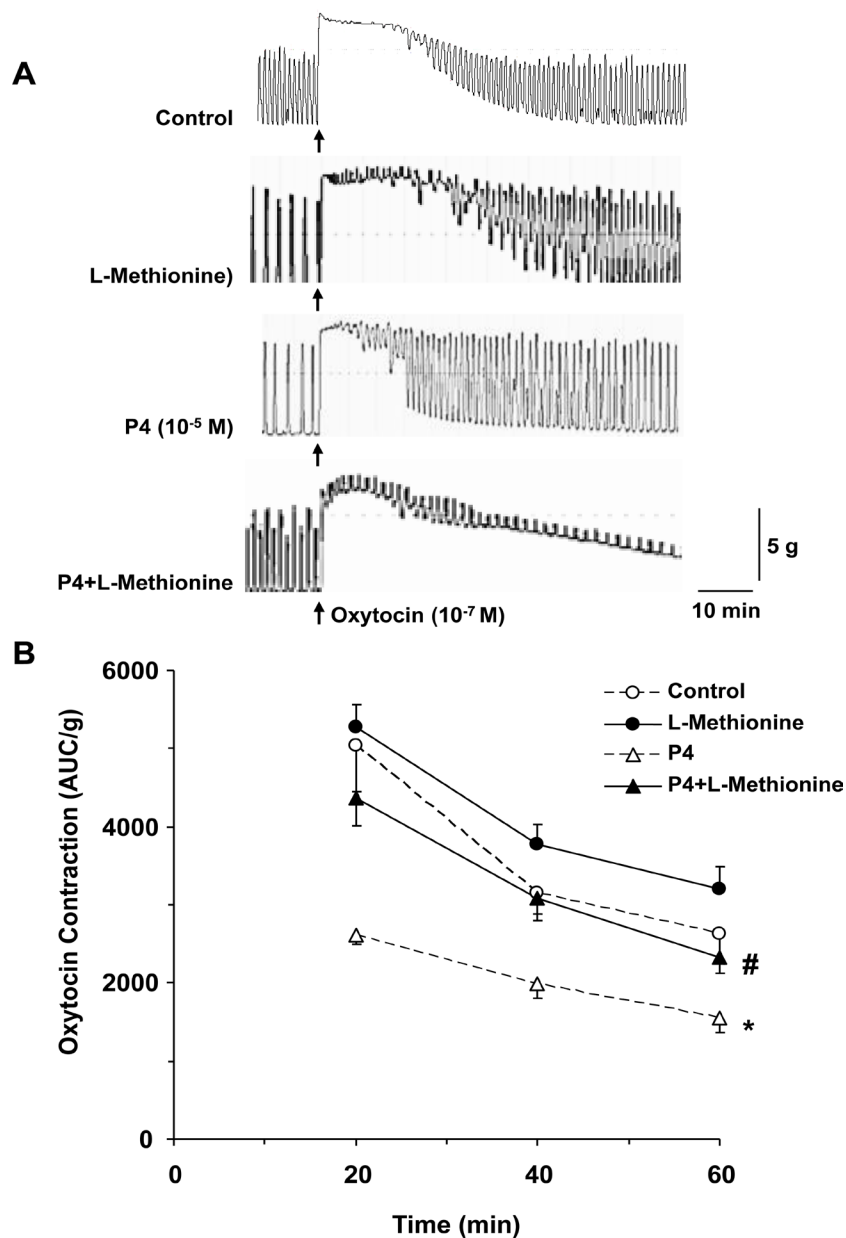 A
Control
L-Methionine)
P4 (10⁻⁵ M)
5 g
P4+L-Methionine
10 min
Oxytocin (10⁻⁷ M)
B
6000
4000
2000
0
Oxytocin Contraction (AUC/g)
Control
L-Methionine
P4
P4+L-Methionine
#
*
0
20
40
60
Time (min)